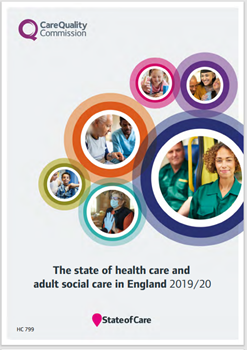 CareQuality
Commission
The state of health care and
adult social care in England 2019/20
StateofCare
HC 799